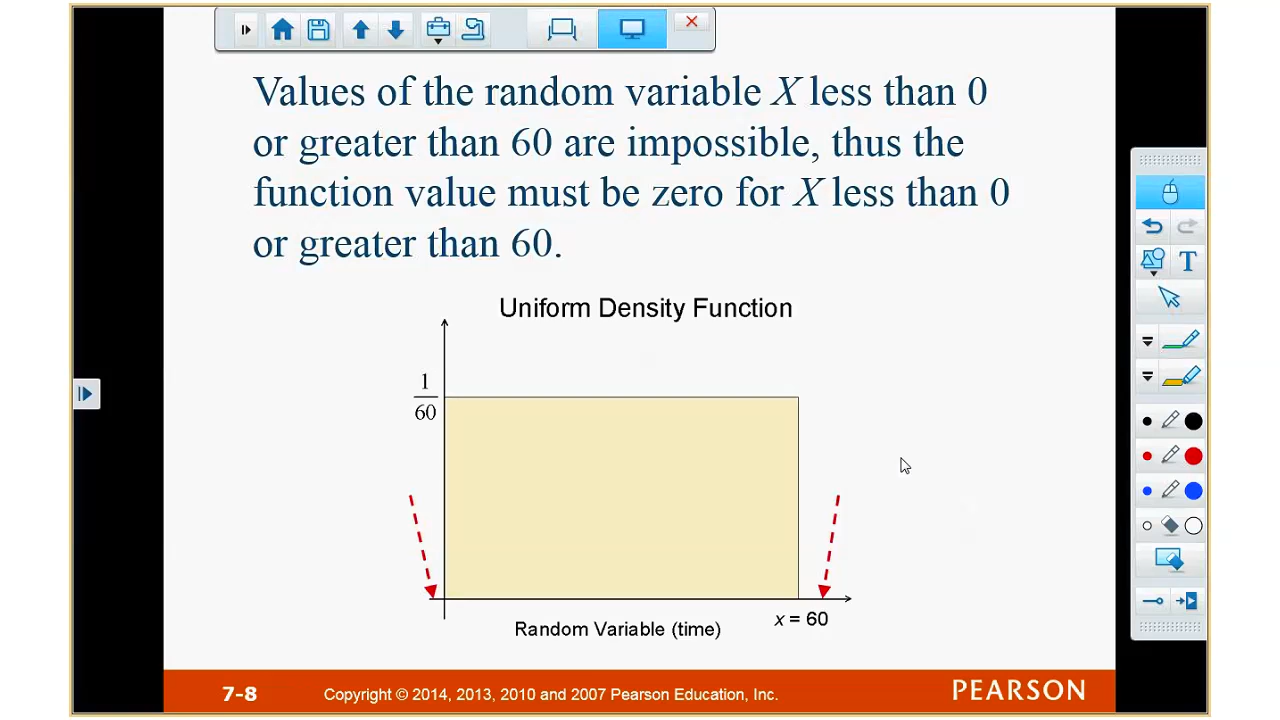 Values of the random variable X less than 0
or greater than 60 are impossible, thus the
function value must be zero for X less than 0
or greater than 60.
Uniform Density Function
1
60
x = 60
Random Variable (time)
7-8
Copyright © 2014, 2013, 2010 and 2007 Pearson Education, Inc.
PEARSON
T